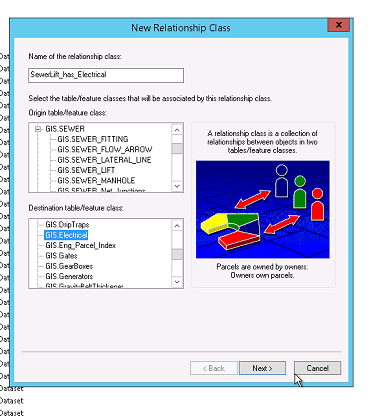 New Relationship Class
x
Name of the relationship class:
SewerLift_has_Electrical
Select the table/feature classes that will be associated by this relationship class.
Origin table/feature class:
GIS.SEWER
GIS.SEWER_FITTING
GIS.SEWER_FLOW_ARROW
GIS.SEWER_LATERAL_LINE
GIS.SEWER_LIFT
GIS.SEWER_MANHOLE
GIS.SEWER_Net_Junctions
A relationship class is a collection of
relationships between objects in two
tables/feature classes.
Destination table/feature class:
GIS.DripTraps
GIS.Electrical
GIS.Eng_Parcel_Index
GIS.Gates
GIS.GearBoxes
GIS.Generators
GIS.GravityBeltThickener
Parcels are owned by owners.
Owners own parcels.
< Back
Next >
Cancel
Dataset
Dataset
Dataset